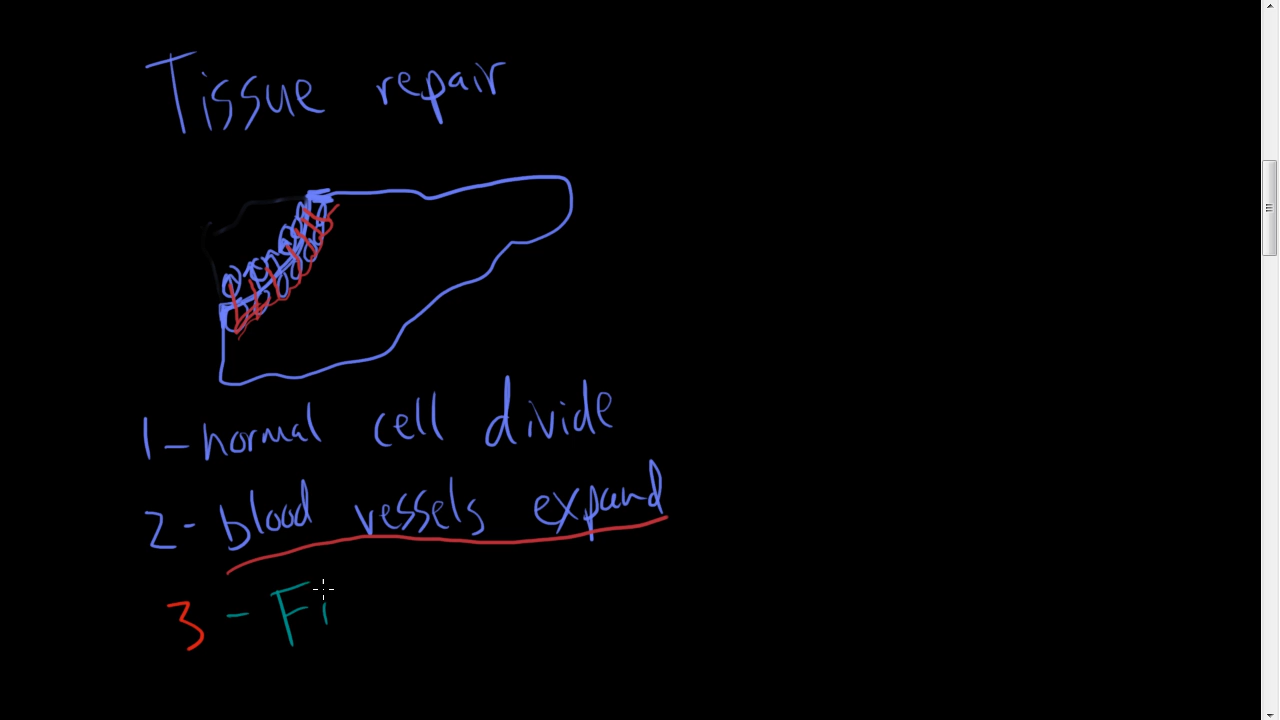 Tissue repair
1-normal cell divide
2-blood vessels expand
3-Fi